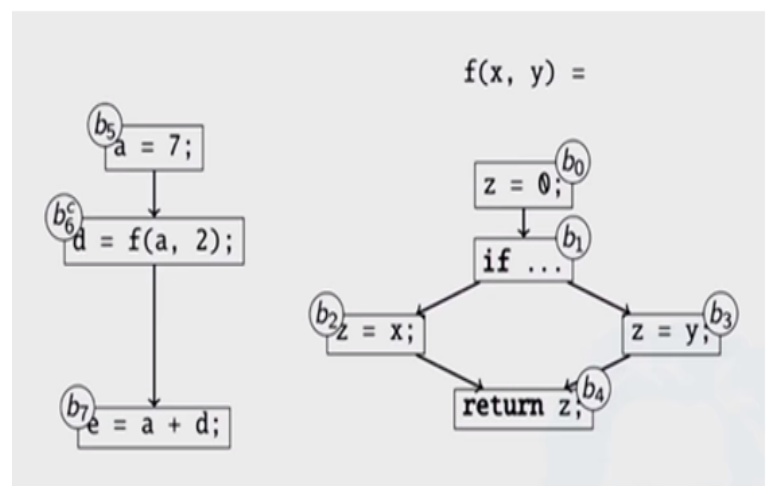 f(x, y) =
b5
a = 7;
b6c
d = f(a, 2);
b7
e = a + d;
b0
z = 0;
b1
if ...
b2
z = x;
b3
z = y;
b4
return z;